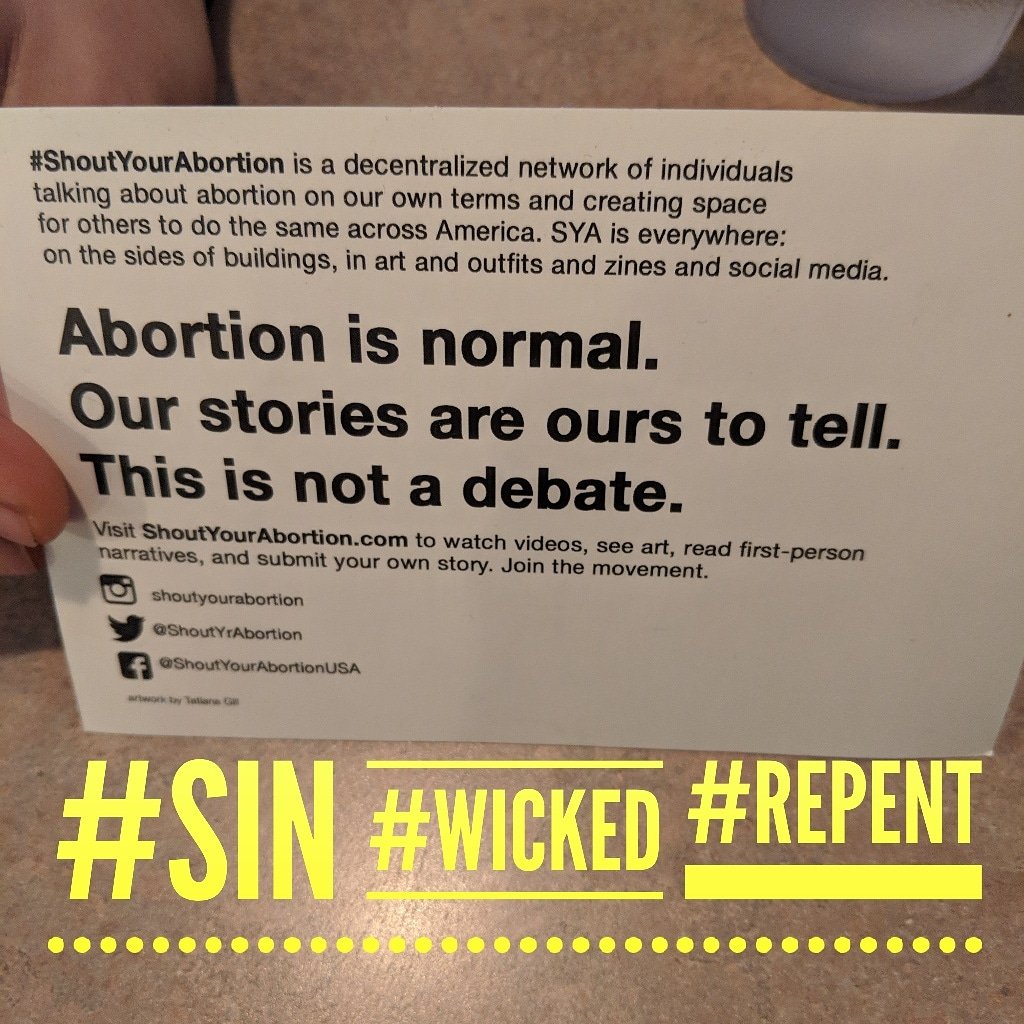 #ShoutYourAbortion is a decentralized network of individuals
talking about abortion on our own terms and creating space
for others to do the same across America. SYA is everywhere:
on the sides of buildings, in art and outfits and zines and social media.
Abortion is normal.
Our stories are ours to tell.
This is not a debate.
Visit ShoutYourAbortion.com to watch videos, see art, read first-person
narratives, and submit your own story. Join the movement.
shoutyourabortion
@ShoutYrAbortion
@ShoutYourAbortionUSA
artwork by Tatiana Gill
#SIN #WICKED #REPENT